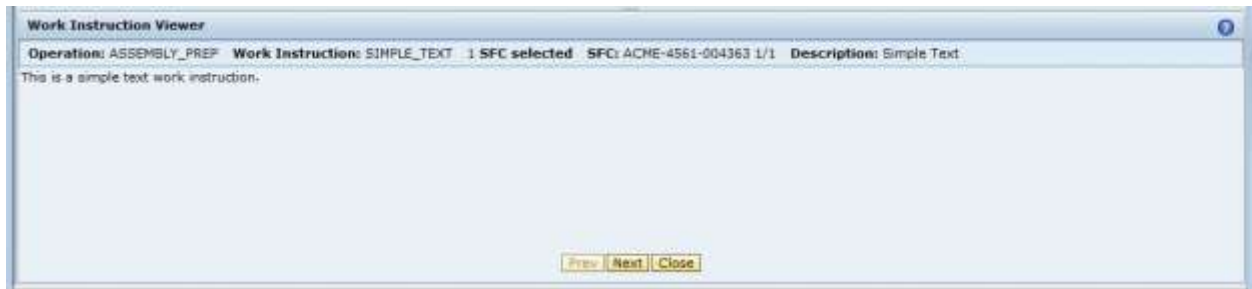 Work Instruction Viewer
?
Operation: ASSEMBLY_PREP Work Instruction: SIMPLE_TEXT 1 SFC selected SFC: ACME-4561-004363 1/1 Description: Simple Text
This is a simple text work instruction.
Prev Next Close